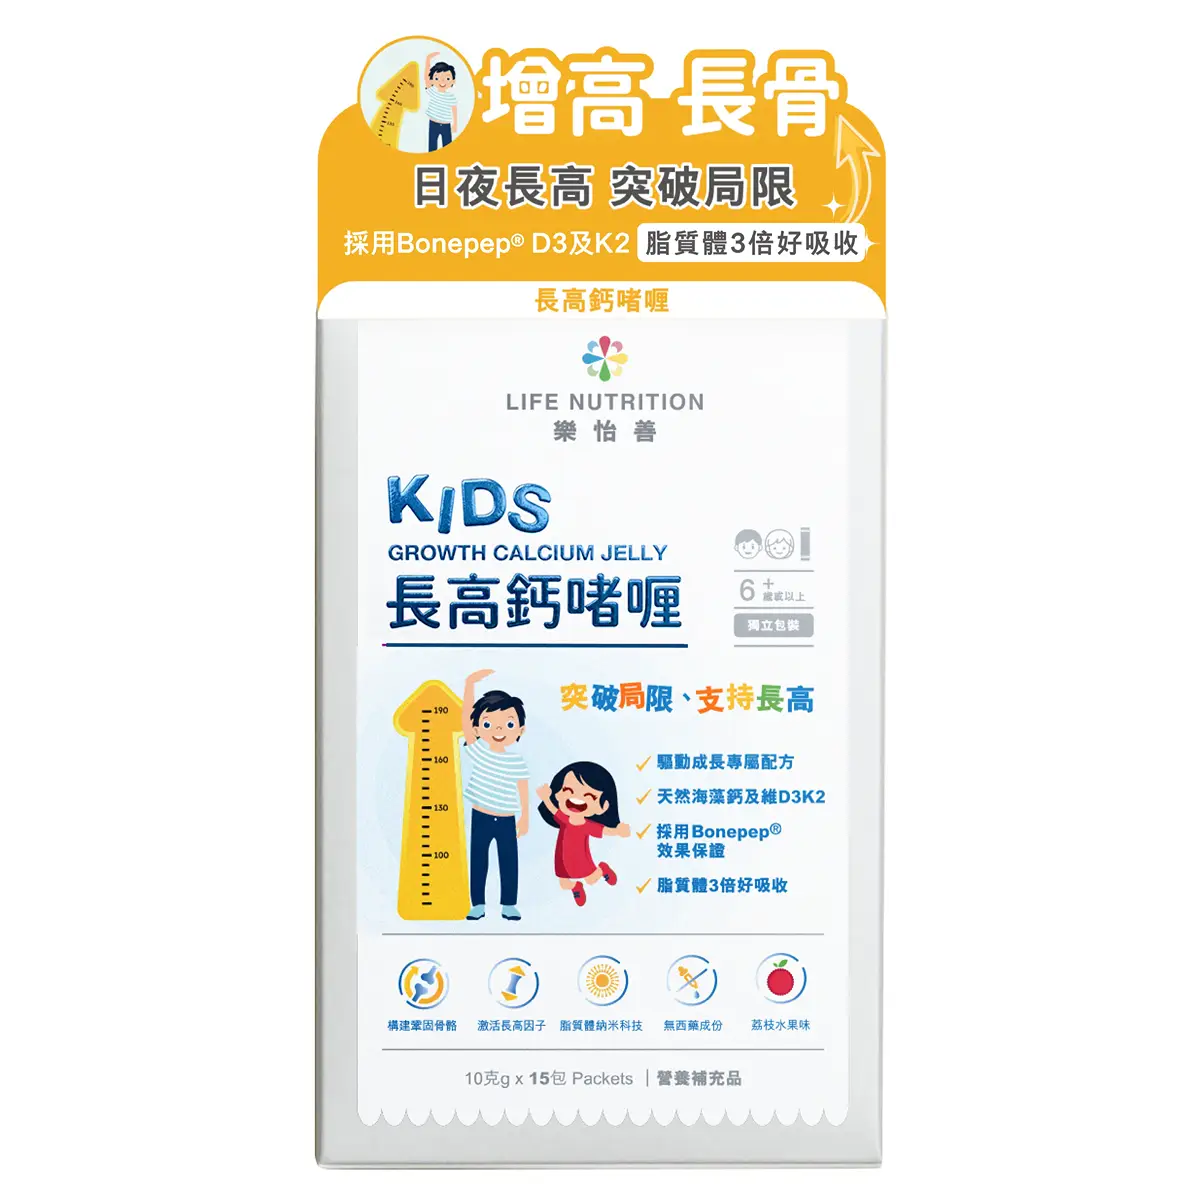 增高 長骨
日夜長高 突破局限
採用Bonepep® D3及K2 脂質體3倍好吸收
長高鈣啫喱
LIFE NUTRITION
樂怡善
KIDS
GROWTH CALCIUM JELLY
長高鈣啫喱
6+ 歲或以上
獨立包裝
突破局限、支持長高
190
160
130
100
驅動成長專屬配方
天然海藻鈣及維D3K2
採用Bonepep®
效果保證
脂質體3倍好吸收
構建鞏固骨骼
激活長高因子
脂質體納米科技
無西藥成份
荔枝水果味
10克g x 15包 Packets | 營養補充品